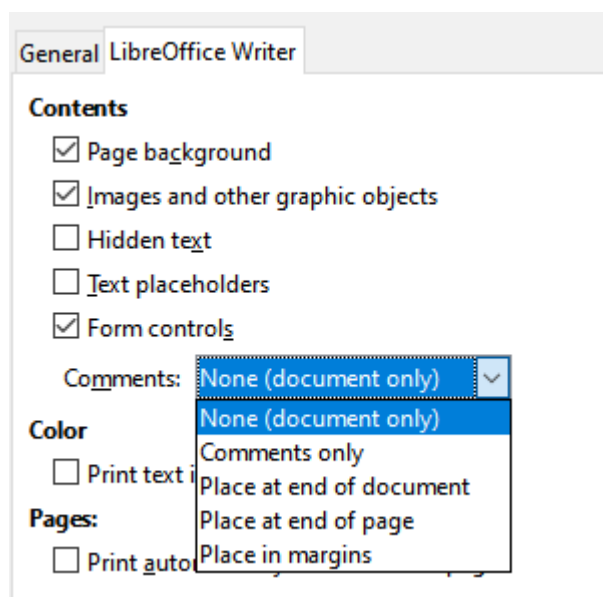 General LibreOffice Writer
Contents
Page background
Images and other graphic objects
Hidden text
Text placeholders
Form controls
Comments: None (document only)
None (document only)
Color
Comments only
Print text i
Place at end of document
Pages:
Place at end of page
Place in margins
Print